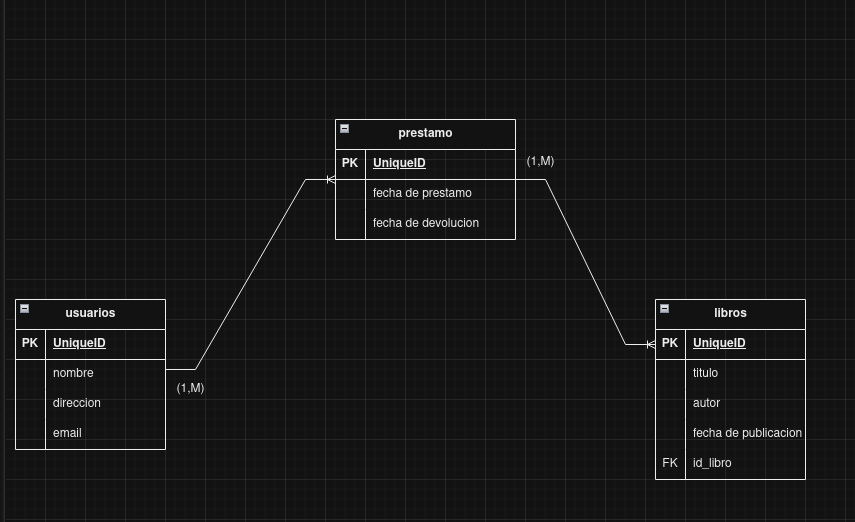 prestamo
PK UniqueID
fecha de prestamo
fecha de devolucion
(1,M)
usuarios
PK UniqueID
nombre
direccion
email
(1,M)
libros
PK UniqueID
titulo
autor
fecha de publicacion
FK id_libro